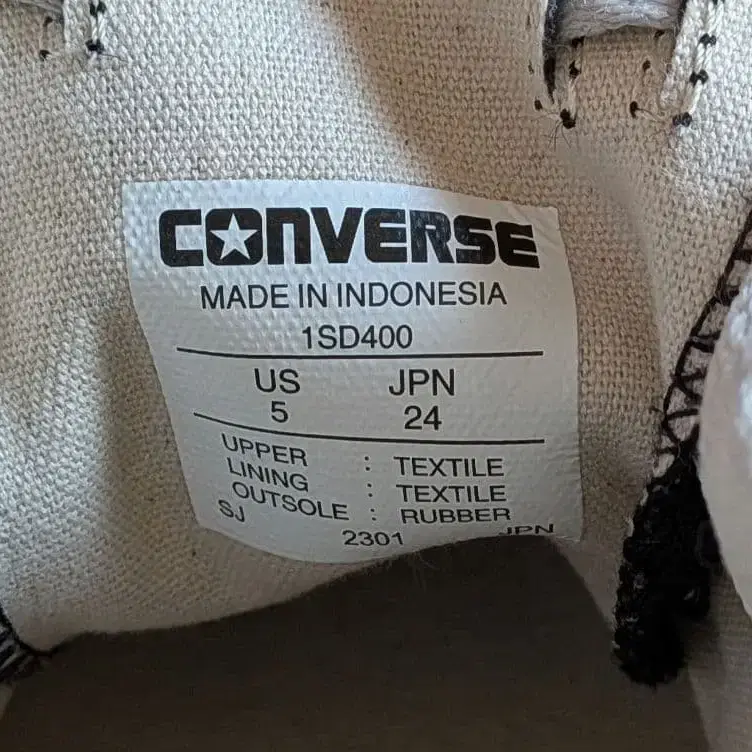 CONVERSE
MADE IN INDONESIA
1SD400
US JPN
5 24
UPPER : TEXTILE
LINING : TEXTILE
OUTSOLE : RUBBER
SJ 2301 JPN